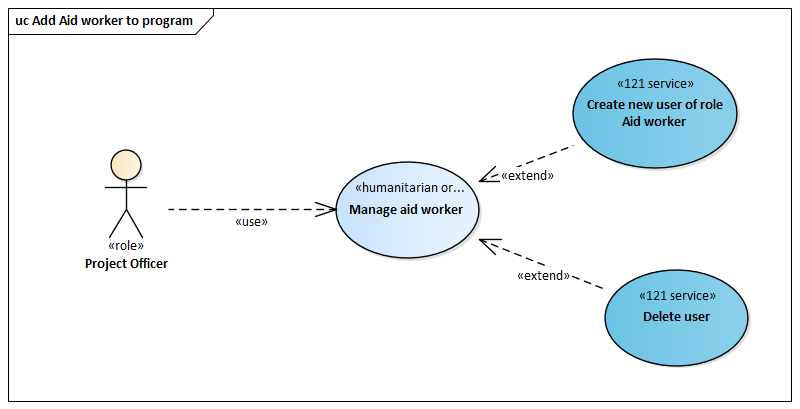 uc Add Aid worker to program
«121 service»
Create new user of role
Aid worker
«extend»
«humanitarian or...
Manage aid worker
«use»
«role»
Project Officer
«extend»
«121 service»
Delete user